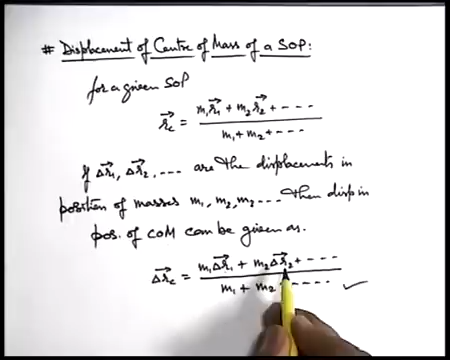 # Displacement of Centre of Mass of a SOP:
for a given SOP
r⃗c = (m₁r⃗₁ + m₂r⃗₂ + - - -) / (m₁ + m₂ + - - -)
If Δr⃗₁, Δr⃗₂, - - - are the displacements in
position of masses m₁, m₂, m₂ - - - then disp in
pos. of COM can be given as.
Δr⃗c = (m₁Δr⃗₁ + m₂Δr⃗₂ + - - -) / (m₁ + m₂ - - - -) ✓